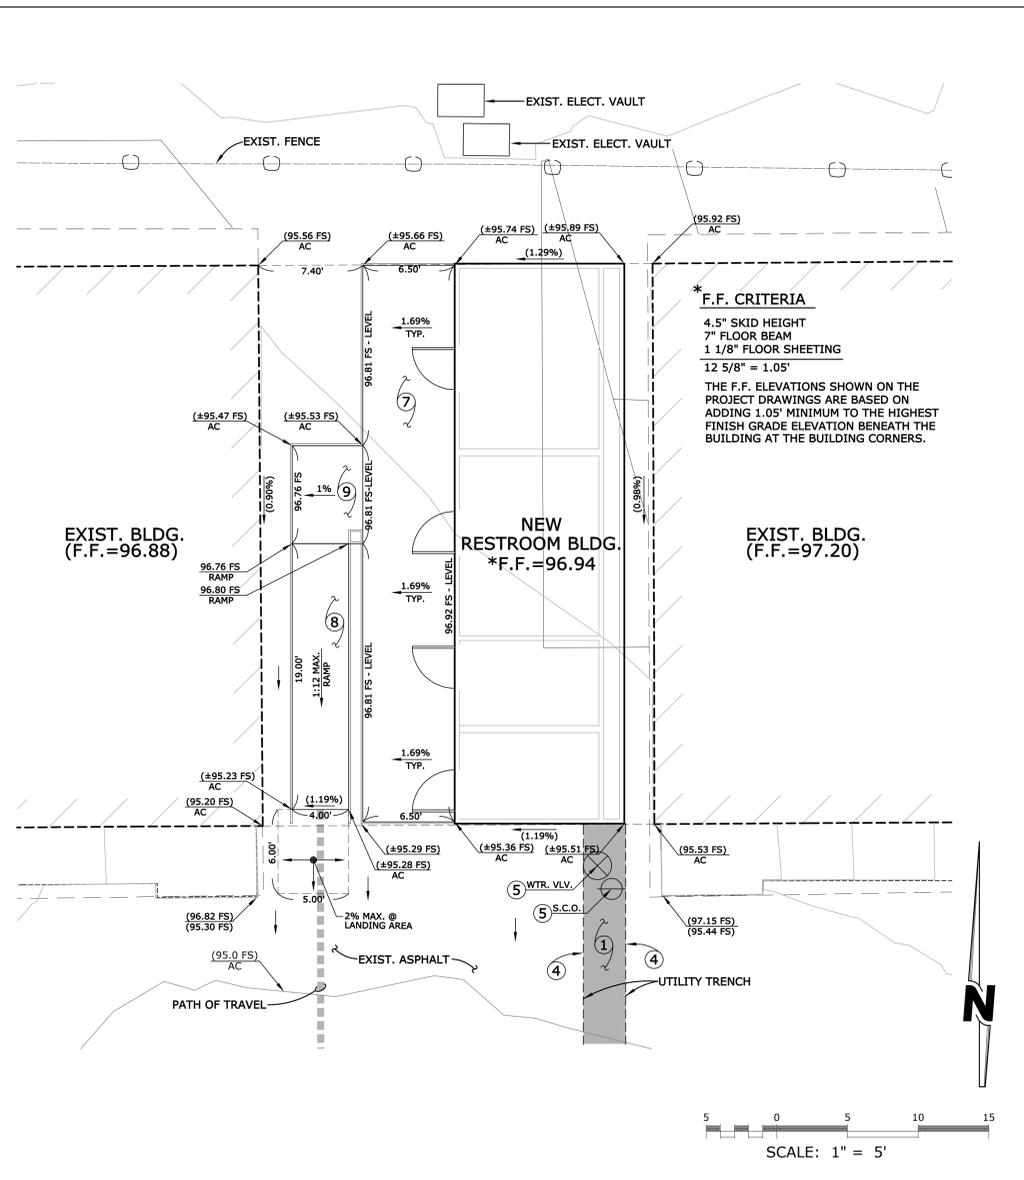 EXIST. ELECT. VAULT
EXIST. FENCE
EXIST. ELECT. VAULT
(95.56 FS)
AC
(±95.66 FS)
AC
(±95.74 FS)
AC
(±95.89 FS)
AC
(95.92 FS)
AC
(1.29%)
7.40'
6.50'
*F.F. CRITERIA
4.5" SKID HEIGHT
7" FLOOR BEAM
1 1/8" FLOOR SHEETING
12 5/8" = 1.05'
THE F.F. ELEVATIONS SHOWN ON THE
PROJECT DRAWINGS ARE BASED ON
ADDING 1.05' MINIMUM TO THE HIGHEST
FINISH GRADE ELEVATION BENEATH THE
BUILDING AT THE BUILDING CORNERS.
1.69%
TYP.
96.81 FS - LEVEL
7
(±95.47 FS)
AC
(±95.53 FS)
AC
(0.90%)
96.76 FS
1%
9
96.81 FS-LEVEL
(0.98%)
EXIST. BLDG.
(F.F.=96.88)
NEW
RESTROOM BLDG.
*F.F.=96.94
EXIST. BLDG.
(F.F.=97.20)
96.76 FS
RAMP
96.80 FS
RAMP
1.69%
TYP.
96.92 FS - LEVEL
8
19.00'
1:12 MAX.
RAMP
96.81 FS - LEVEL
1.69%
TYP.
(±95.23 FS)
AC
(95.20 FS)
AC
(1.19%)
4.00'
6.50'
(1.19%)
6.00'
(±95.29 FS)
(±95.28 FS)
AC
(±95.36 FS)
AC
(±95.51 FS)
AC
(95.53 FS)
AC
5
WTR. VLV.
5
S.C.O.
5.00'
2% MAX. @
LANDING AREA
(96.82 FS)
(95.30 FS)
(97.15 FS)
(95.44 FS)
(95.0 FS)
AC
EXIST. ASPHALT
4
1
4
UTILITY TRENCH
PATH OF TRAVEL
N
5 0 5 10 15
SCALE: 1" = 5'